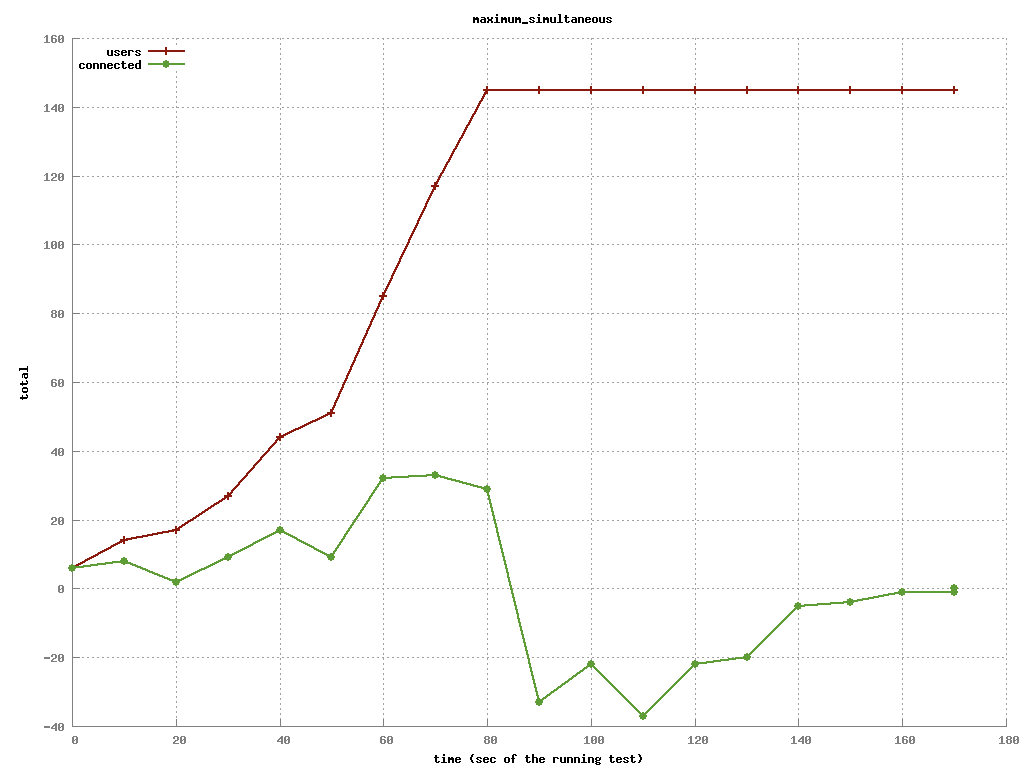 maximum_simultaneous
users
connected
160
140
120
100
80
60
40
20
0
-20
-40
total
0 20 40 60 80 100 120 140 160 180
time (sec of the running test)